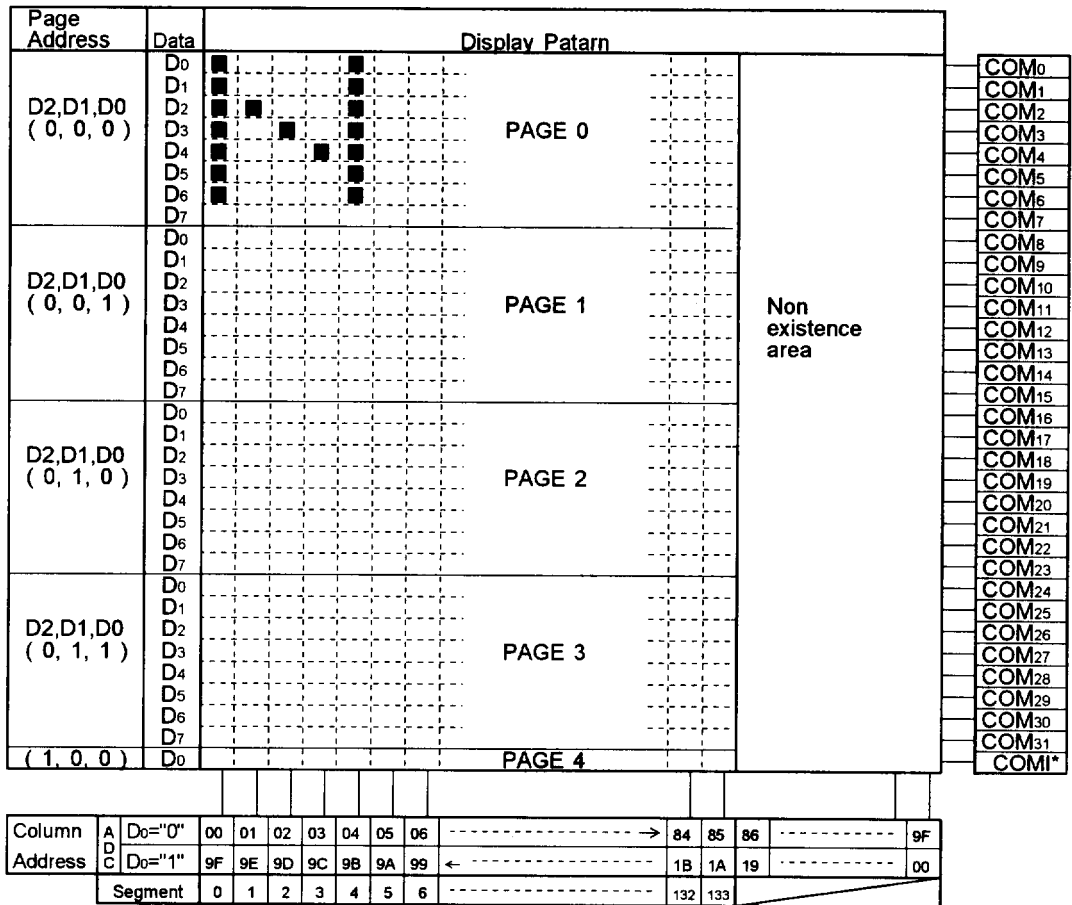 Page Address Data Display Patarn
D2,D1,D0
( 0, 0, 0 )
D0
D1
D2
D3
D4
D5
D6
D7
PAGE 0
D2,D1,D0
( 0, 0, 1 )
D0
D1
D2
D3
D4
D5
D6
D7
PAGE 1
D2,D1,D0
( 0, 1, 0 )
D0
D1
D2
D3
D4
D5
D6
D7
PAGE 2
D2,D1,D0
( 0, 1, 1 )
D0
D1
D2
D3
D4
D5
D6
D7
PAGE 3
( 1, 0, 0 ) D0 PAGE 4
Non
existence
area
COM0
COM1
COM2
COM3
COM4
COM5
COM6
COM7
COM8
COM9
COM10
COM11
COM12
COM13
COM14
COM15
COM16
COM17
COM18
COM19
COM20
COM21
COM22
COM23
COM24
COM25
COM26
COM27
COM28
COM29
COM30
COM31
COMI*
Column Address
ADC
D0="0" 00 01 02 03 04 05 06 84 85 86 9F
D0="1" 9F 9E 9D 9C 9B 9A 99 1B 1A 19 00
Segment 0 1 2 3 4 5 6 132 133